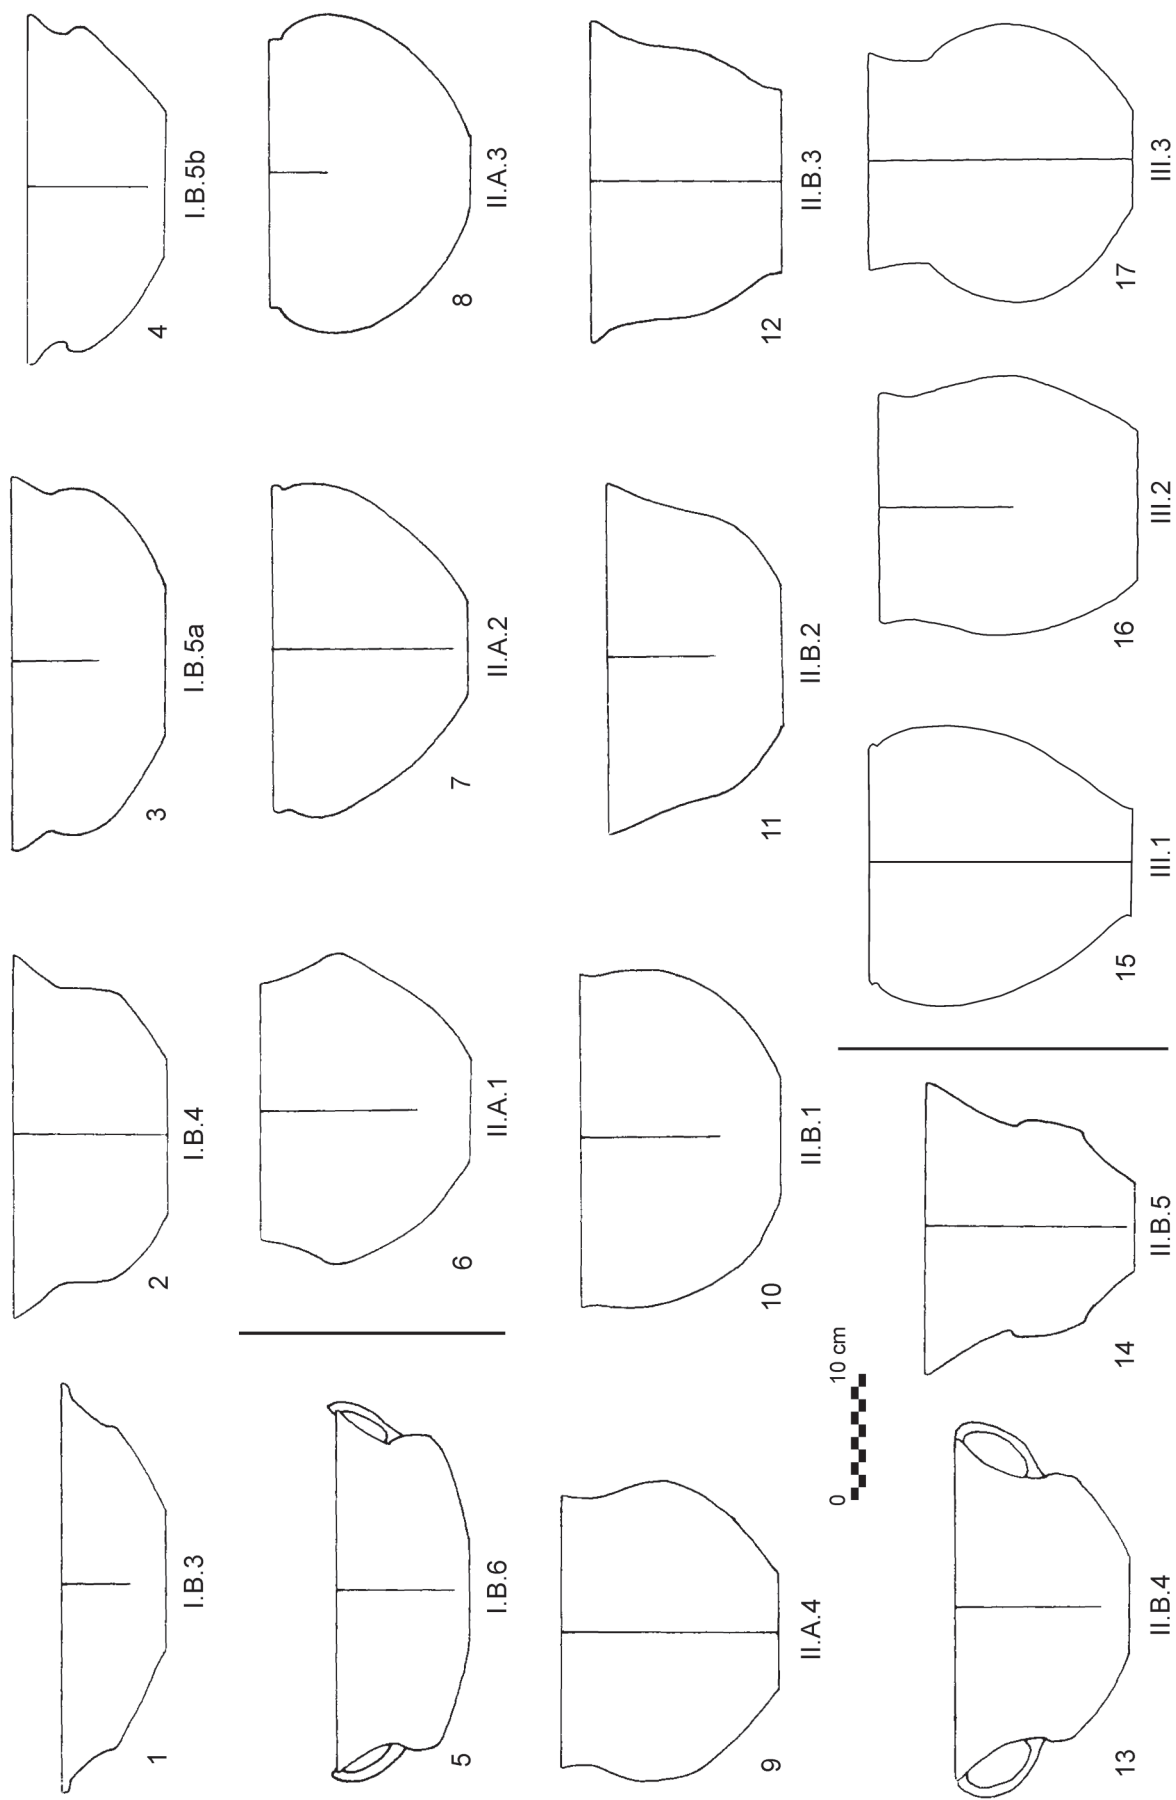 1 2 3 4
I.B.3 I.B.4 I.B.5a I.B.5b
5 6 7 8
I.B.6 II.A.1 II.A.2 II.A.3
9 10 11 12
II.A.4 II.B.1 II.B.2 II.B.3
0 10 cm
13 14 15 16 17
II.B.4 II.B.5 III.1 III.2 III.3